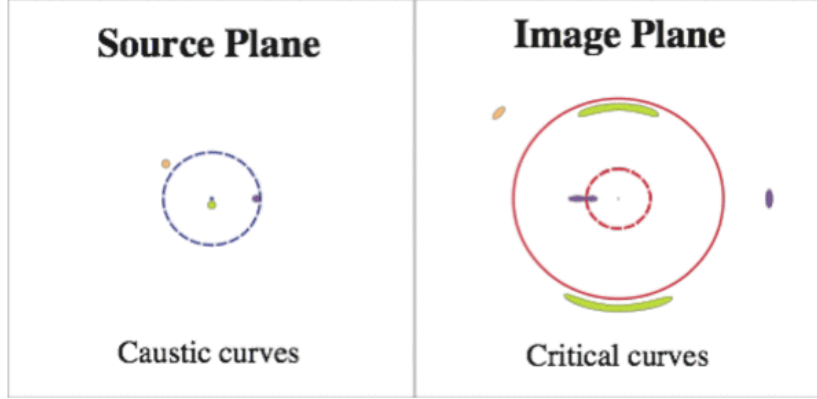 Source Plane
Image Plane
Caustic curves
Critical curves